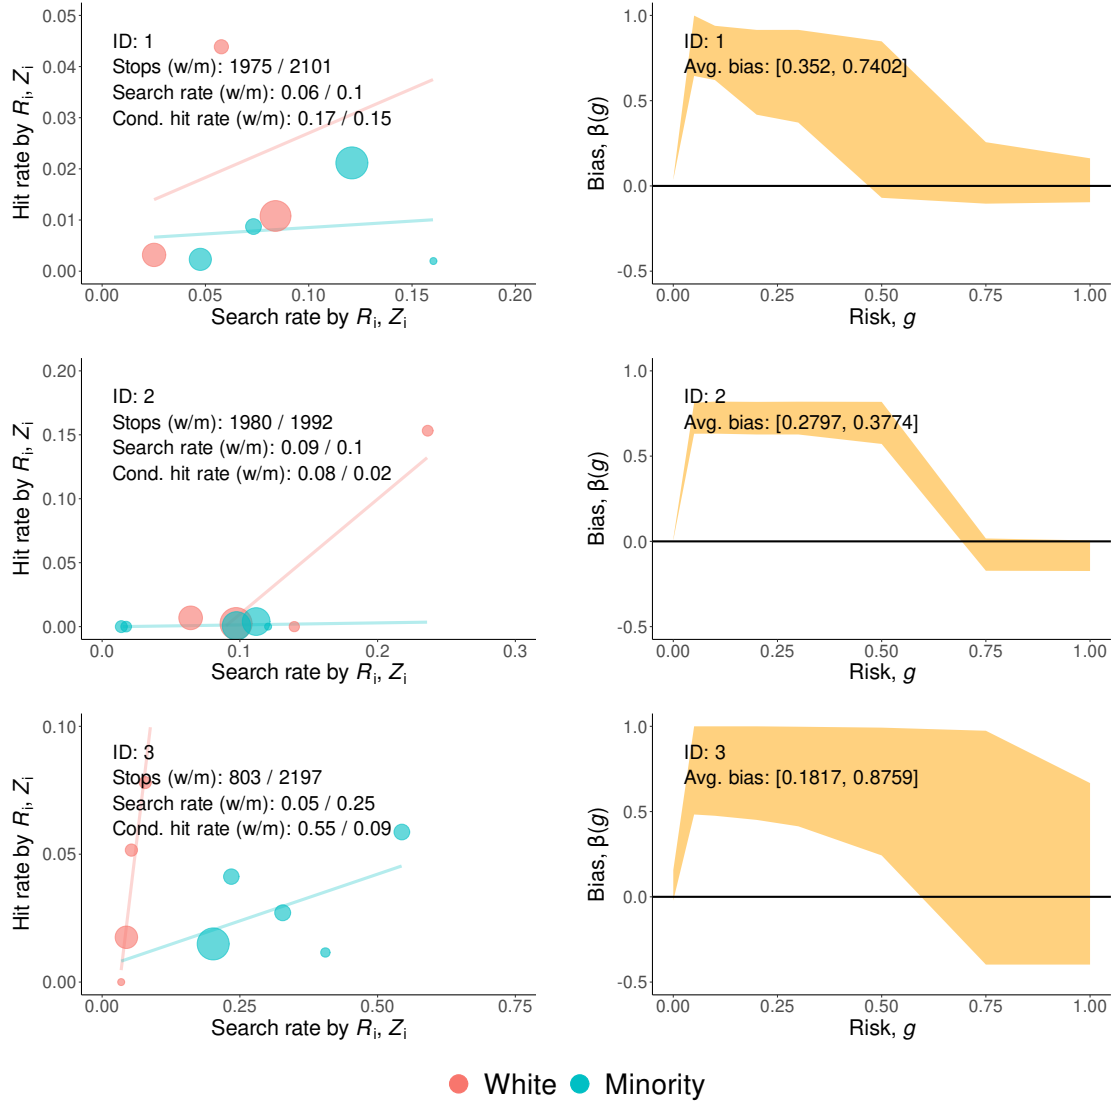 0.05
0.04
0.03
0.02
0.01
0.00
Hit rate by Ri, Zi
ID: 1
Stops (w/m): 1975 / 2101
Search rate (w/m): 0.06 / 0.1
Cond. hit rate (w/m): 0.17 / 0.15
0.00 0.05 0.10 0.15 0.20
Search rate by Ri, Zi
1.0
0.5
0.0
-0.5
Bias, β(g)
ID: 1
Avg. bias: [0.352, 0.7402]
0.00 0.25 0.50 0.75 1.00
Risk, g
0.20
0.15
0.10
0.05
0.00
Hit rate by Ri, Zi
ID: 2
Stops (w/m): 1980 / 1992
Search rate (w/m): 0.09 / 0.1
Cond. hit rate (w/m): 0.08 / 0.02
0.0 0.1 0.2 0.3
Search rate by Ri, Zi
1.0
0.5
0.0
-0.5
Bias, β(g)
ID: 2
Avg. bias: [0.2797, 0.3774]
0.00 0.25 0.50 0.75 1.00
Risk, g
0.10
0.05
0.00
Hit rate by Ri, Zi
ID: 3
Stops (w/m): 803 / 2197
Search rate (w/m): 0.05 / 0.25
Cond. hit rate (w/m): 0.55 / 0.09
0.00 0.25 0.50 0.75
Search rate by Ri, Zi
1.0
0.5
0.0
-0.5
Bias, β(g)
ID: 3
Avg. bias: [0.1817, 0.8759]
0.00 0.25 0.50 0.75 1.00
Risk, g
White Minority